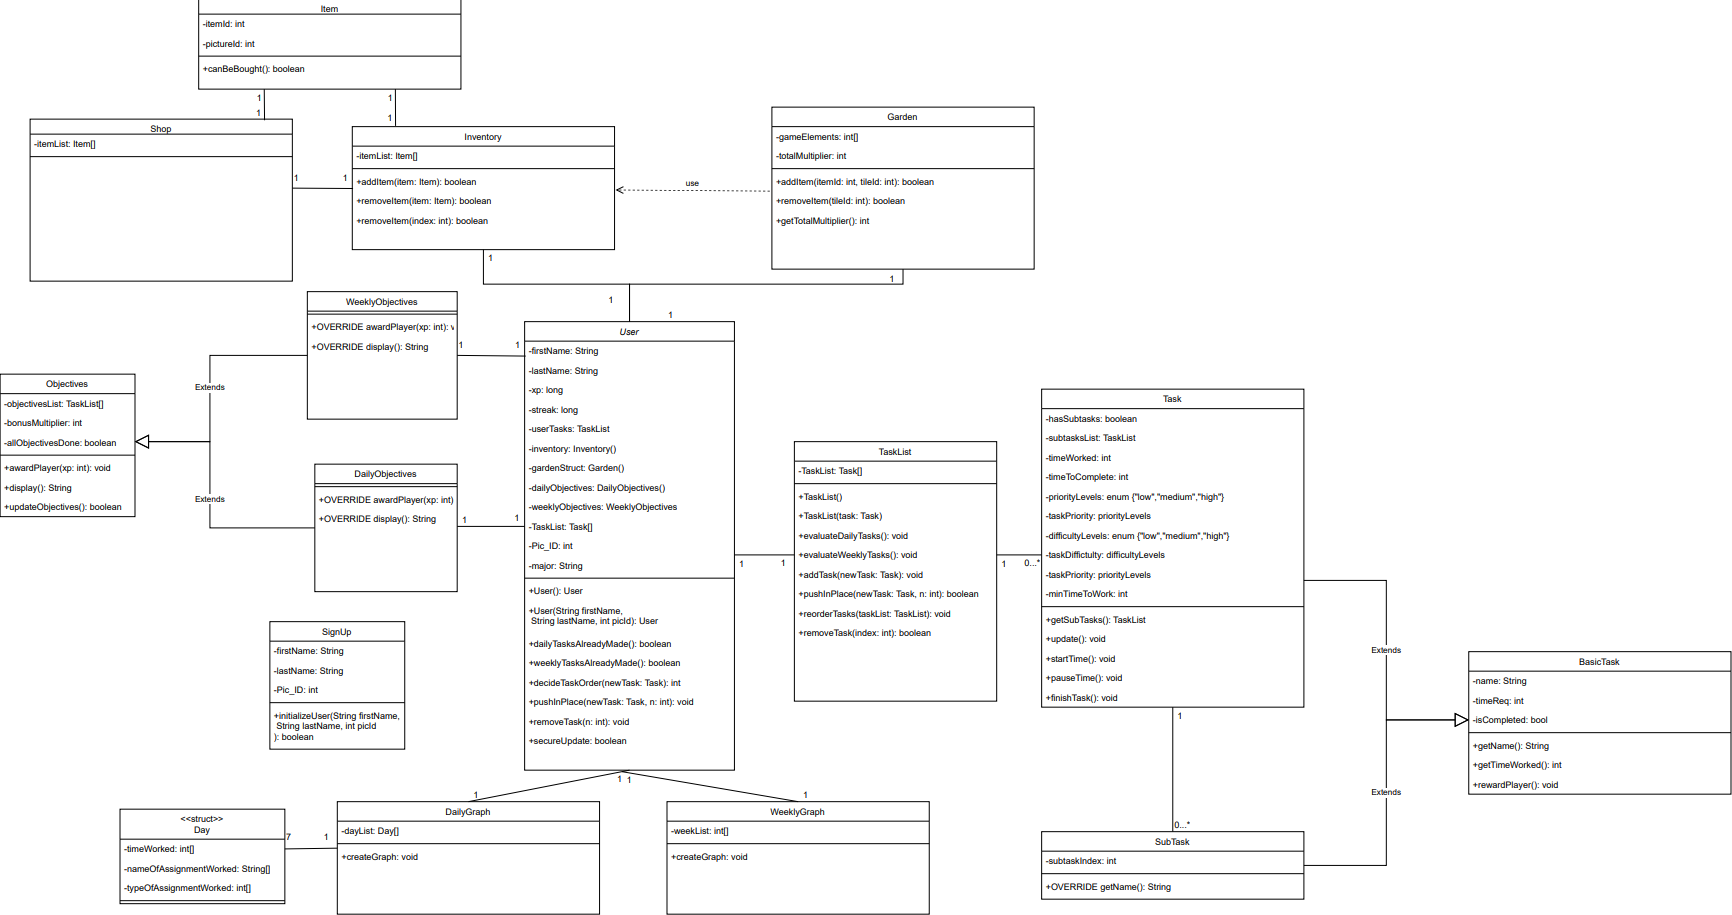 Item
-itemId: int
-pictureId: int
+canBeBought(): boolean
1
1
1
1
Shop
-itemList: Item[]
1
1
Inventory
-itemList: Item[]
+addItem(item: Item): boolean
+removeItem(item: Item): boolean
+removeItem(index: int): boolean
use
Garden
-gameElements: int[]
-totalMultiplier: int
+addItem(itemId: int, tileId: int): boolean
+removeItem(tileId: int): boolean
+getTotalMultiplier(): int
1
1
1
1
WeeklyObjectives
+OVERRIDE awardPlayer(xp: int):
+OVERRIDE display(): String
1
1
Objectives
-objectivesList: TaskList[]
-bonusMultiplier: int
-allObjectivesDone: boolean
+awardPlayer(xp: int): void
+display(): String
+updateObjectives(): boolean
Extends
Extends
DailyObjectives
+OVERRIDE awardPlayer(xp: int)
+OVERRIDE display(): String
1
1
User
-firstName: String
-lastName: String
-xp: long
-streak: long
-userTasks: TaskList
-inventory: Inventory()
-gardenStruct: Garden()
-dailyObjectives: DailyObjectives()
-weeklyObjectives: WeeklyObjectives
-TaskList: Task[]
-Pic_ID: int
-major: String
+User(): User
+User(String firstName,
String lastName, int picId): User
+dailyTasksAlreadyMade(): boolean
+weeklyTasksAlreadyMade(): boolean
+decideTaskOrder(newTask: Task): int
+pushInPlace(newTask: Task, n: int): void
+removeTask(n: int): void
+secureUpdate: boolean
1
1
TaskList
-TaskList: Task[]
+TaskList()
+TaskList(task: Task)
+evaluateDailyTasks(): void
+evaluateWeeklyTasks(): void
+addTask(newTask: Task): void
+pushInPlace(newTask: Task, n: int): boolean
+reorderTasks(taskList: TaskList): void
+removeTask(index: int): boolean
1
0...*
Task
-hasSubtasks: boolean
-subtasksList: TaskList
-timeWorked: int
-timeToComplete: int
-priorityLevels: enum {"low","medium","high"}
-taskPriority: priorityLevels
-difficultyLevels: enum {"low","medium","high"}
-taskDiffictulty: difficultyLevels
-taskPriority: priorityLevels
-minTimeToWork: int
+getSubTasks(): TaskList
+update(): void
+startTime(): void
+pauseTime(): void
+finishTask(): void
Extends
Extends
BasicTask
-name: String
-timeReq: int
-isCompleted: bool
+getName(): String
+getTimeWorked(): int
+rewardPlayer(): void
1
0...*
SubTask
-subtaskIndex: int
+OVERRIDE getName(): String
SignUp
-firstName: String
-lastName: String
-Pic_ID: int
+initializeUser(String firstName,
String lastName, int picId
): boolean
1
1
1
1
<<struct>>
Day
-timeWorked: int[]
-nameOfAssignmentWorked: String[]
-typeOfAssignmentWorked: int[]
7
1
DailyGraph
-dayList: Day[]
+createGraph: void
WeeklyGraph
-weekList: int[]
+createGraph: void